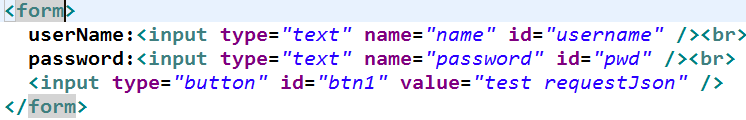 <form>
userName:<input type="text" name="name" id="username" /><br>
password:<input type="text" name="password" id="pwd" /><br>
<input type="button" id="btn1" value="test requestJson" />
</form>